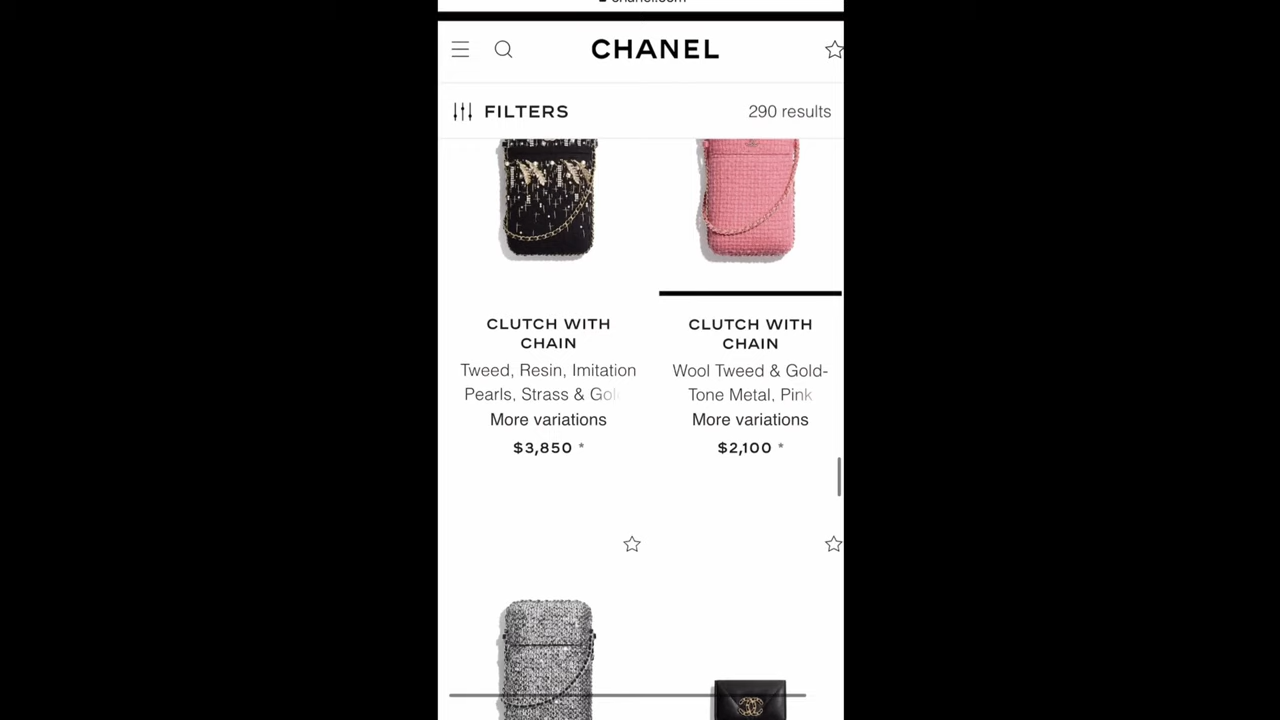 CHANEL
FILTERS
290 results
CLUTCH WITH
CHAIN
Tweed, Resin, Imitation
Pearls, Strass & Gol
More variations
$3,850 *
CLUTCH WITH
CHAIN
Wool Tweed & Gold-
Tone Metal, Pink
More variations
$2,100 *